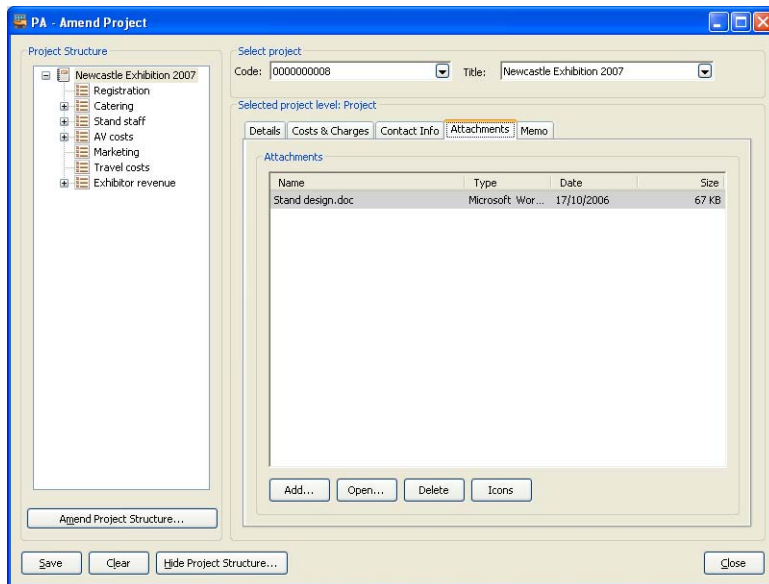 PA - Amend Project
Project Structure
Newcastle Exhibition 2007
Registration
Catering
Stand staff
AV costs
Marketing
Travel costs
Exhibitor revenue
Amend Project Structure...
Select project
Code: 0000000008 Title: Newcastle Exhibition 2007
Selected project level: Project
Details Costs & Charges Contact Info Attachments Memo
Attachments
Name Type Date Size
Stand design.doc Microsoft Wor... 17/10/2006 67 KB
Add... Open... Delete Icons
Save Clear Hide Project Structure... Close